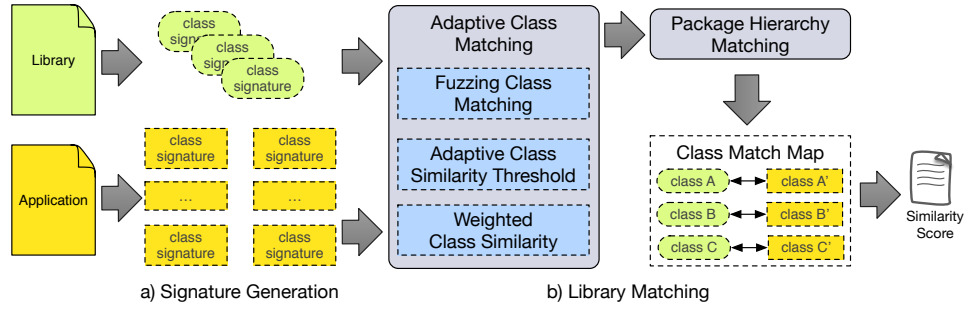 Library
class
signature
class
signature
class
signature
Application
class
signature
class
signature
...
...
class
signature
class
signature
a) Signature Generation
Adaptive Class
Matching
Fuzzing Class
Matching
Adaptive Class
Similarity Threshold
Weighted
Class Similarity
Package Hierarchy
Matching
Class Match Map
class A
class A'
class B
class B'
class C
class C'
Similarity
Score
b) Library Matching